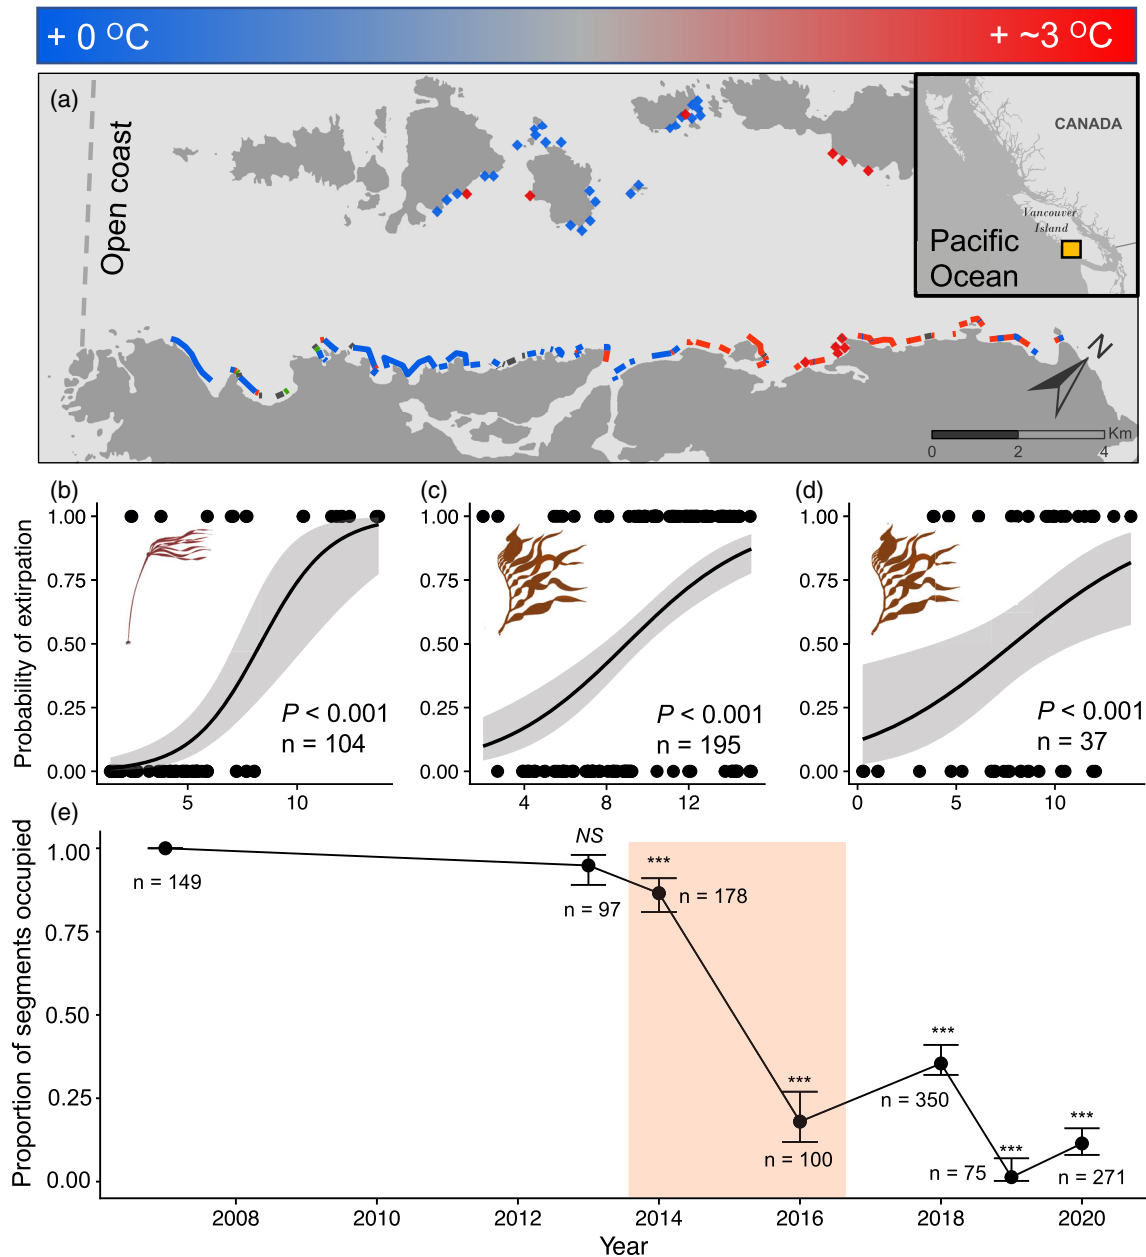 + 0 ᴼC
+ ~3 ᴼC
(a)
Open coast
CANADA
Vancouver
Island
Pacific
Ocean
N
Km
0 2 4
(b)
(c)
(d)
Probability of extirpation
1.00
0.75
0.50
0.25
0.00
P < 0.001
n = 104
5 10
1.00
0.75
0.50
0.25
0.00
P < 0.001
n = 195
4 8 12
1.00
0.75
0.50
0.25
0.00
P < 0.001
n = 37
0 5 10
(e)
Proportion of segments occupied
1.00
0.75
0.50
0.25
0.00
n = 149
NS
n = 97
***
n = 178
***
n = 100
***
n = 350
***
n = 75
***
n = 271
2008 2010 2012 2014 2016 2018 2020
Year